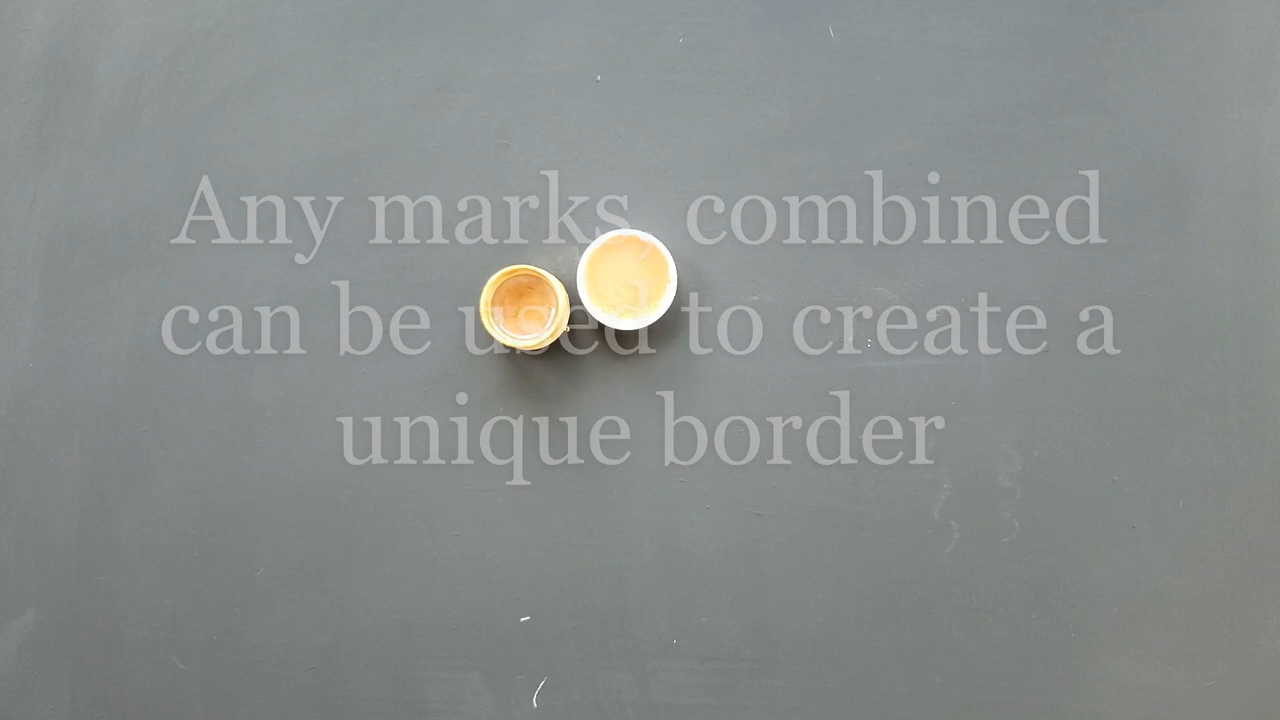 Any marks, combined
can be used to create a
unique border